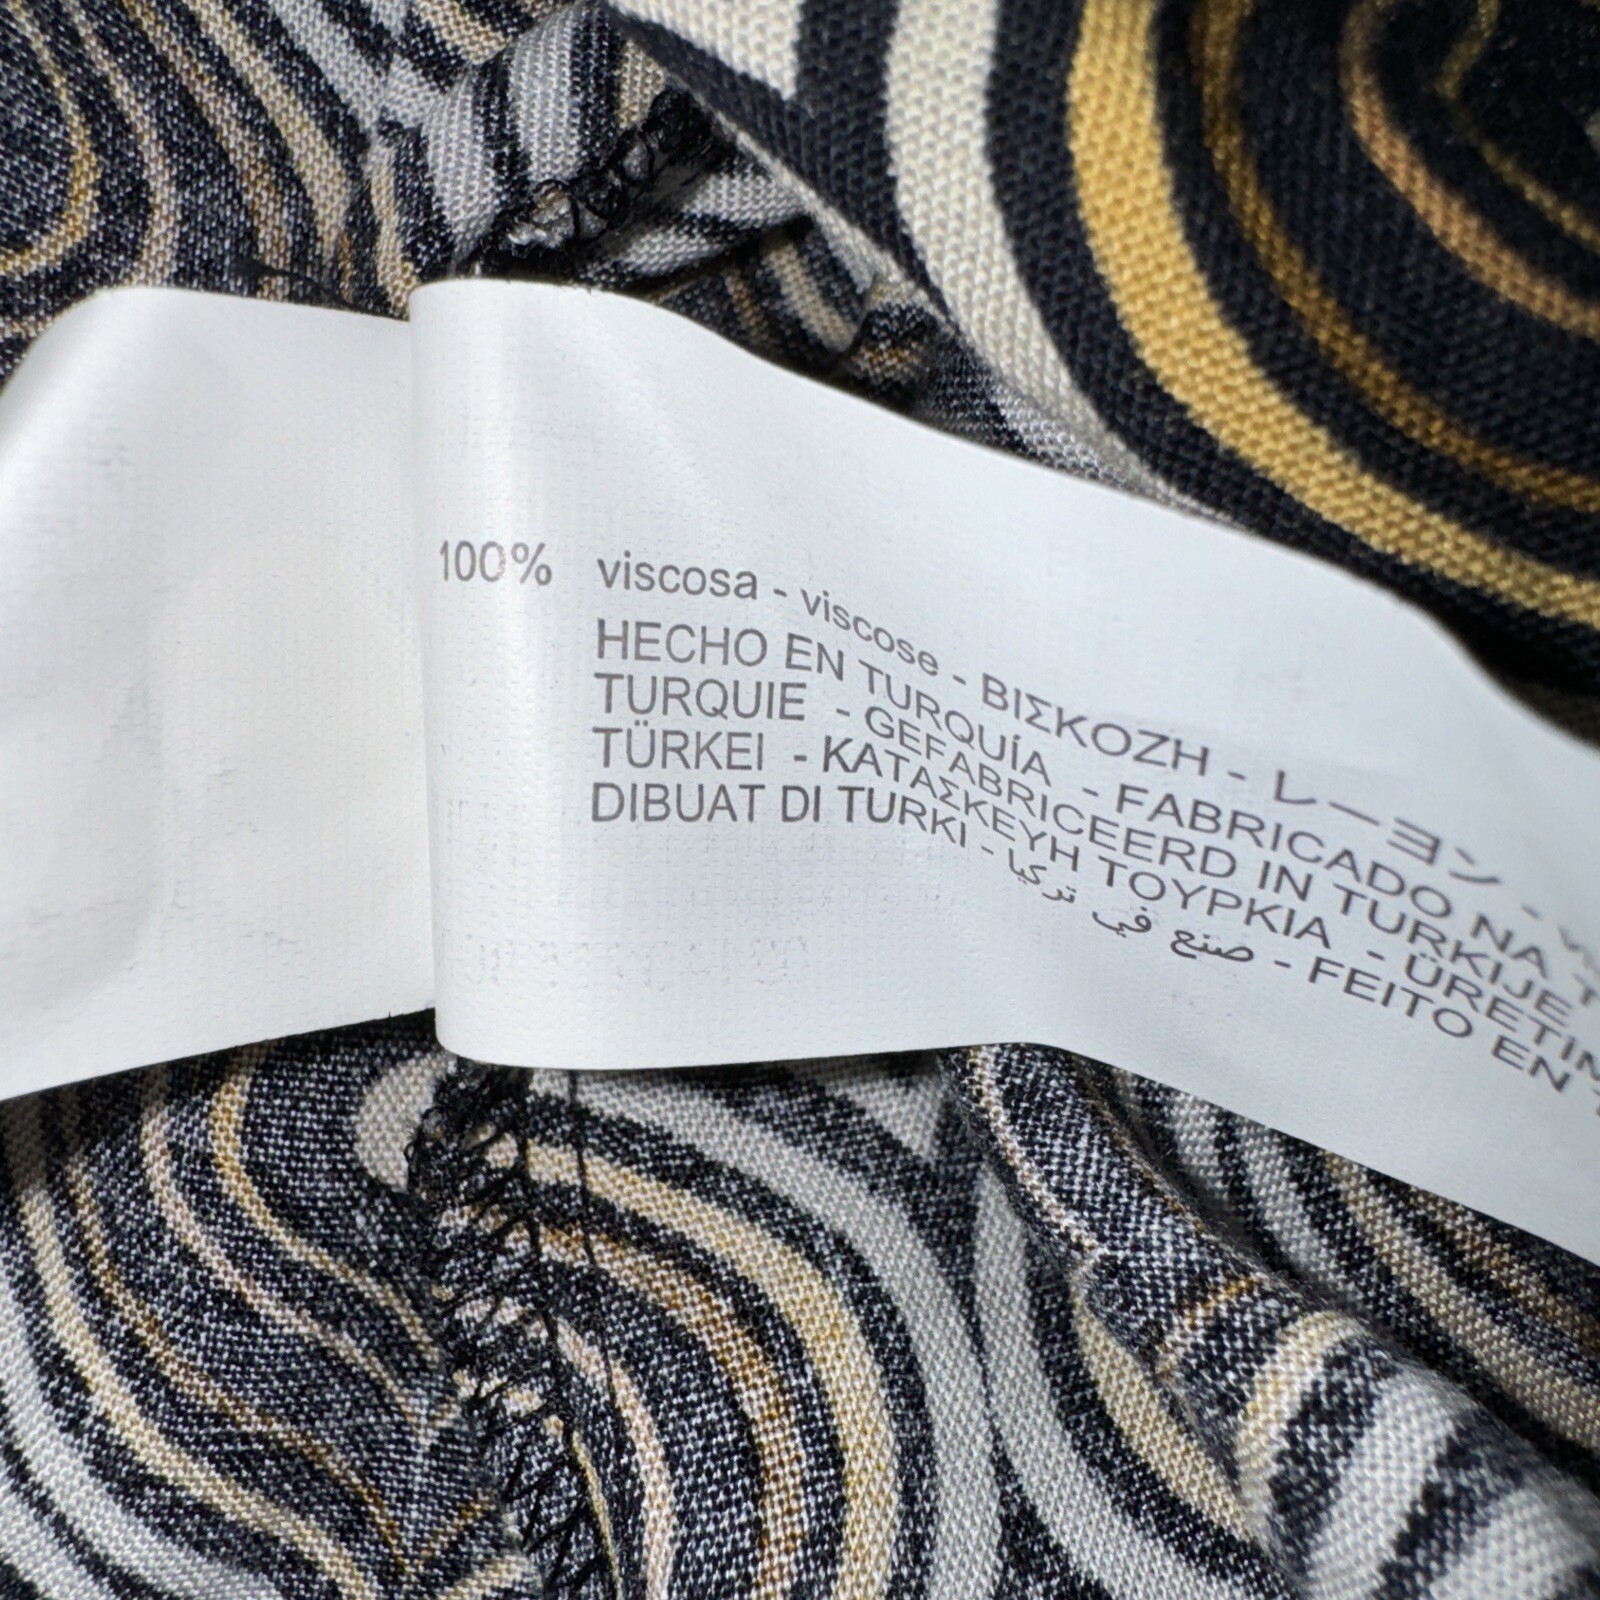 100% viscosa - viscose - ΒΙΣΚΟΖΗ - レーヨン -
HECHO EN TURQUÍA - FABRICADO NA
TURQUIE - GEFABRICEERD IN TURKIJE
TÜRKEI - ΚΑΤΑΣΚΕΥΗ ΤΟΥΡΚΙΑ - ÜRETIM
DIBUAT DI TURKI - صنع في تركيا - FEITO EN